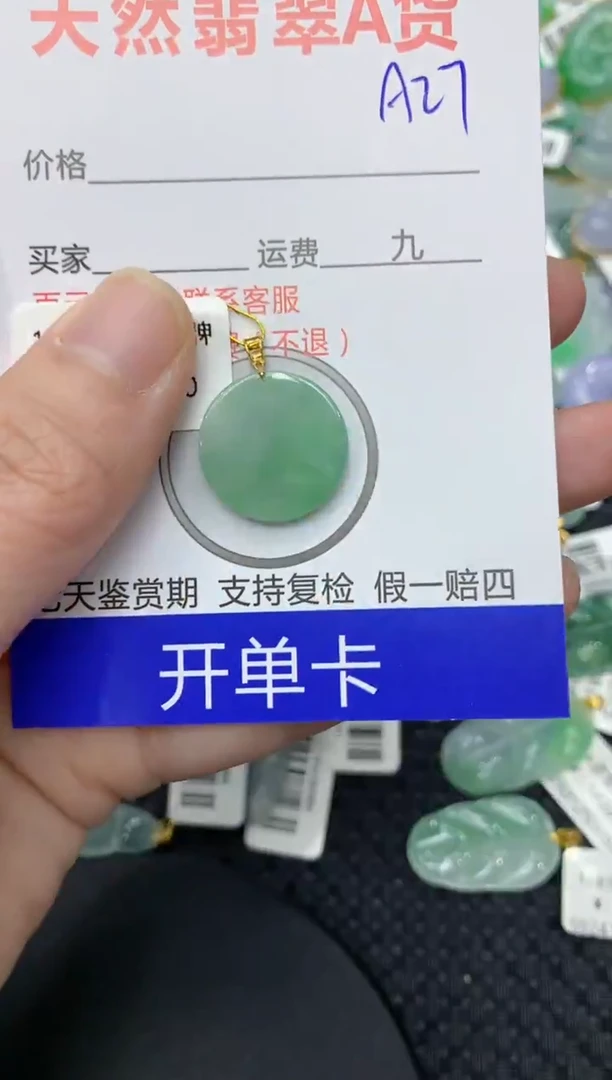 天然翡翠A货
A27
价格
买家 运费 九
联系客服
不退）
天鉴赏期 支持复检 假一赔四
开单卡